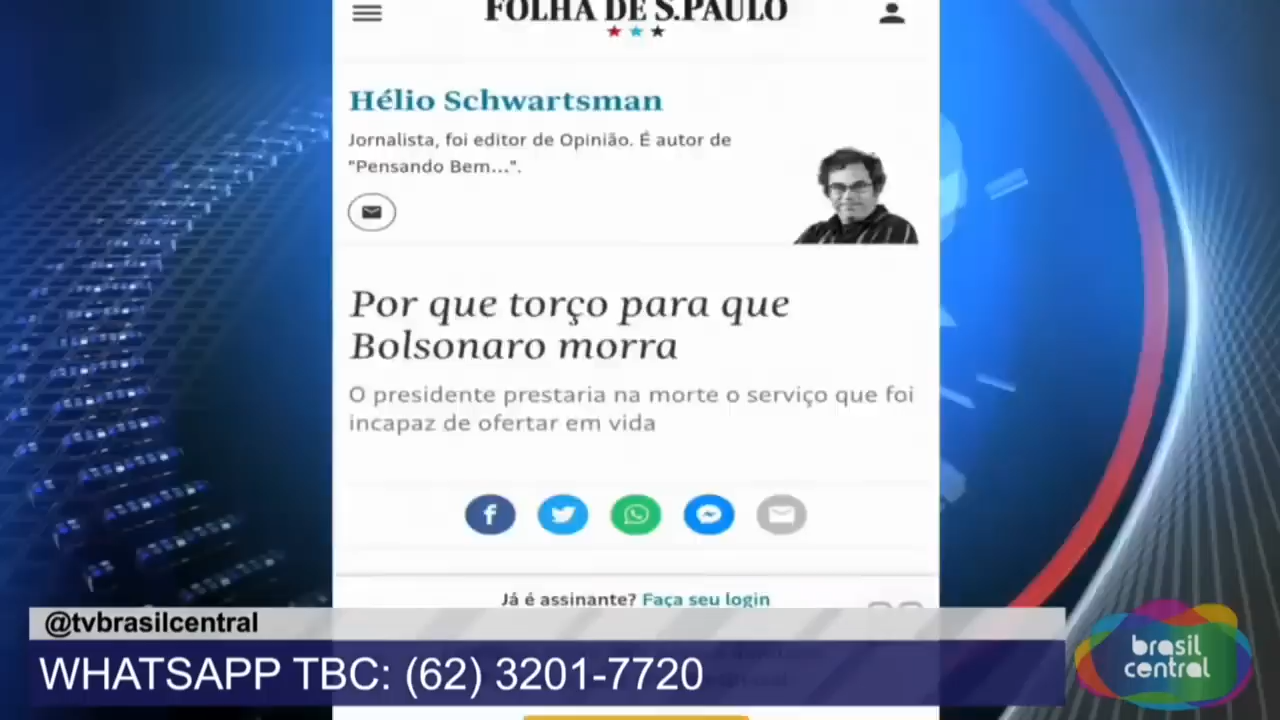 FOLHA DE S.PAULO
Hélio Schwartsman
Jornalista, foi editor de Opinião. É autor de
"Pensando Bem...".
Por que torço para que
Bolsonaro morra
O presidente prestaria na morte o serviço que foi
incapaz de ofertar em vida
Já é assinante? Faça seu login
@tvbrasilcentral
WHATSAPP TBC: (62) 3201-7720
brasil
central